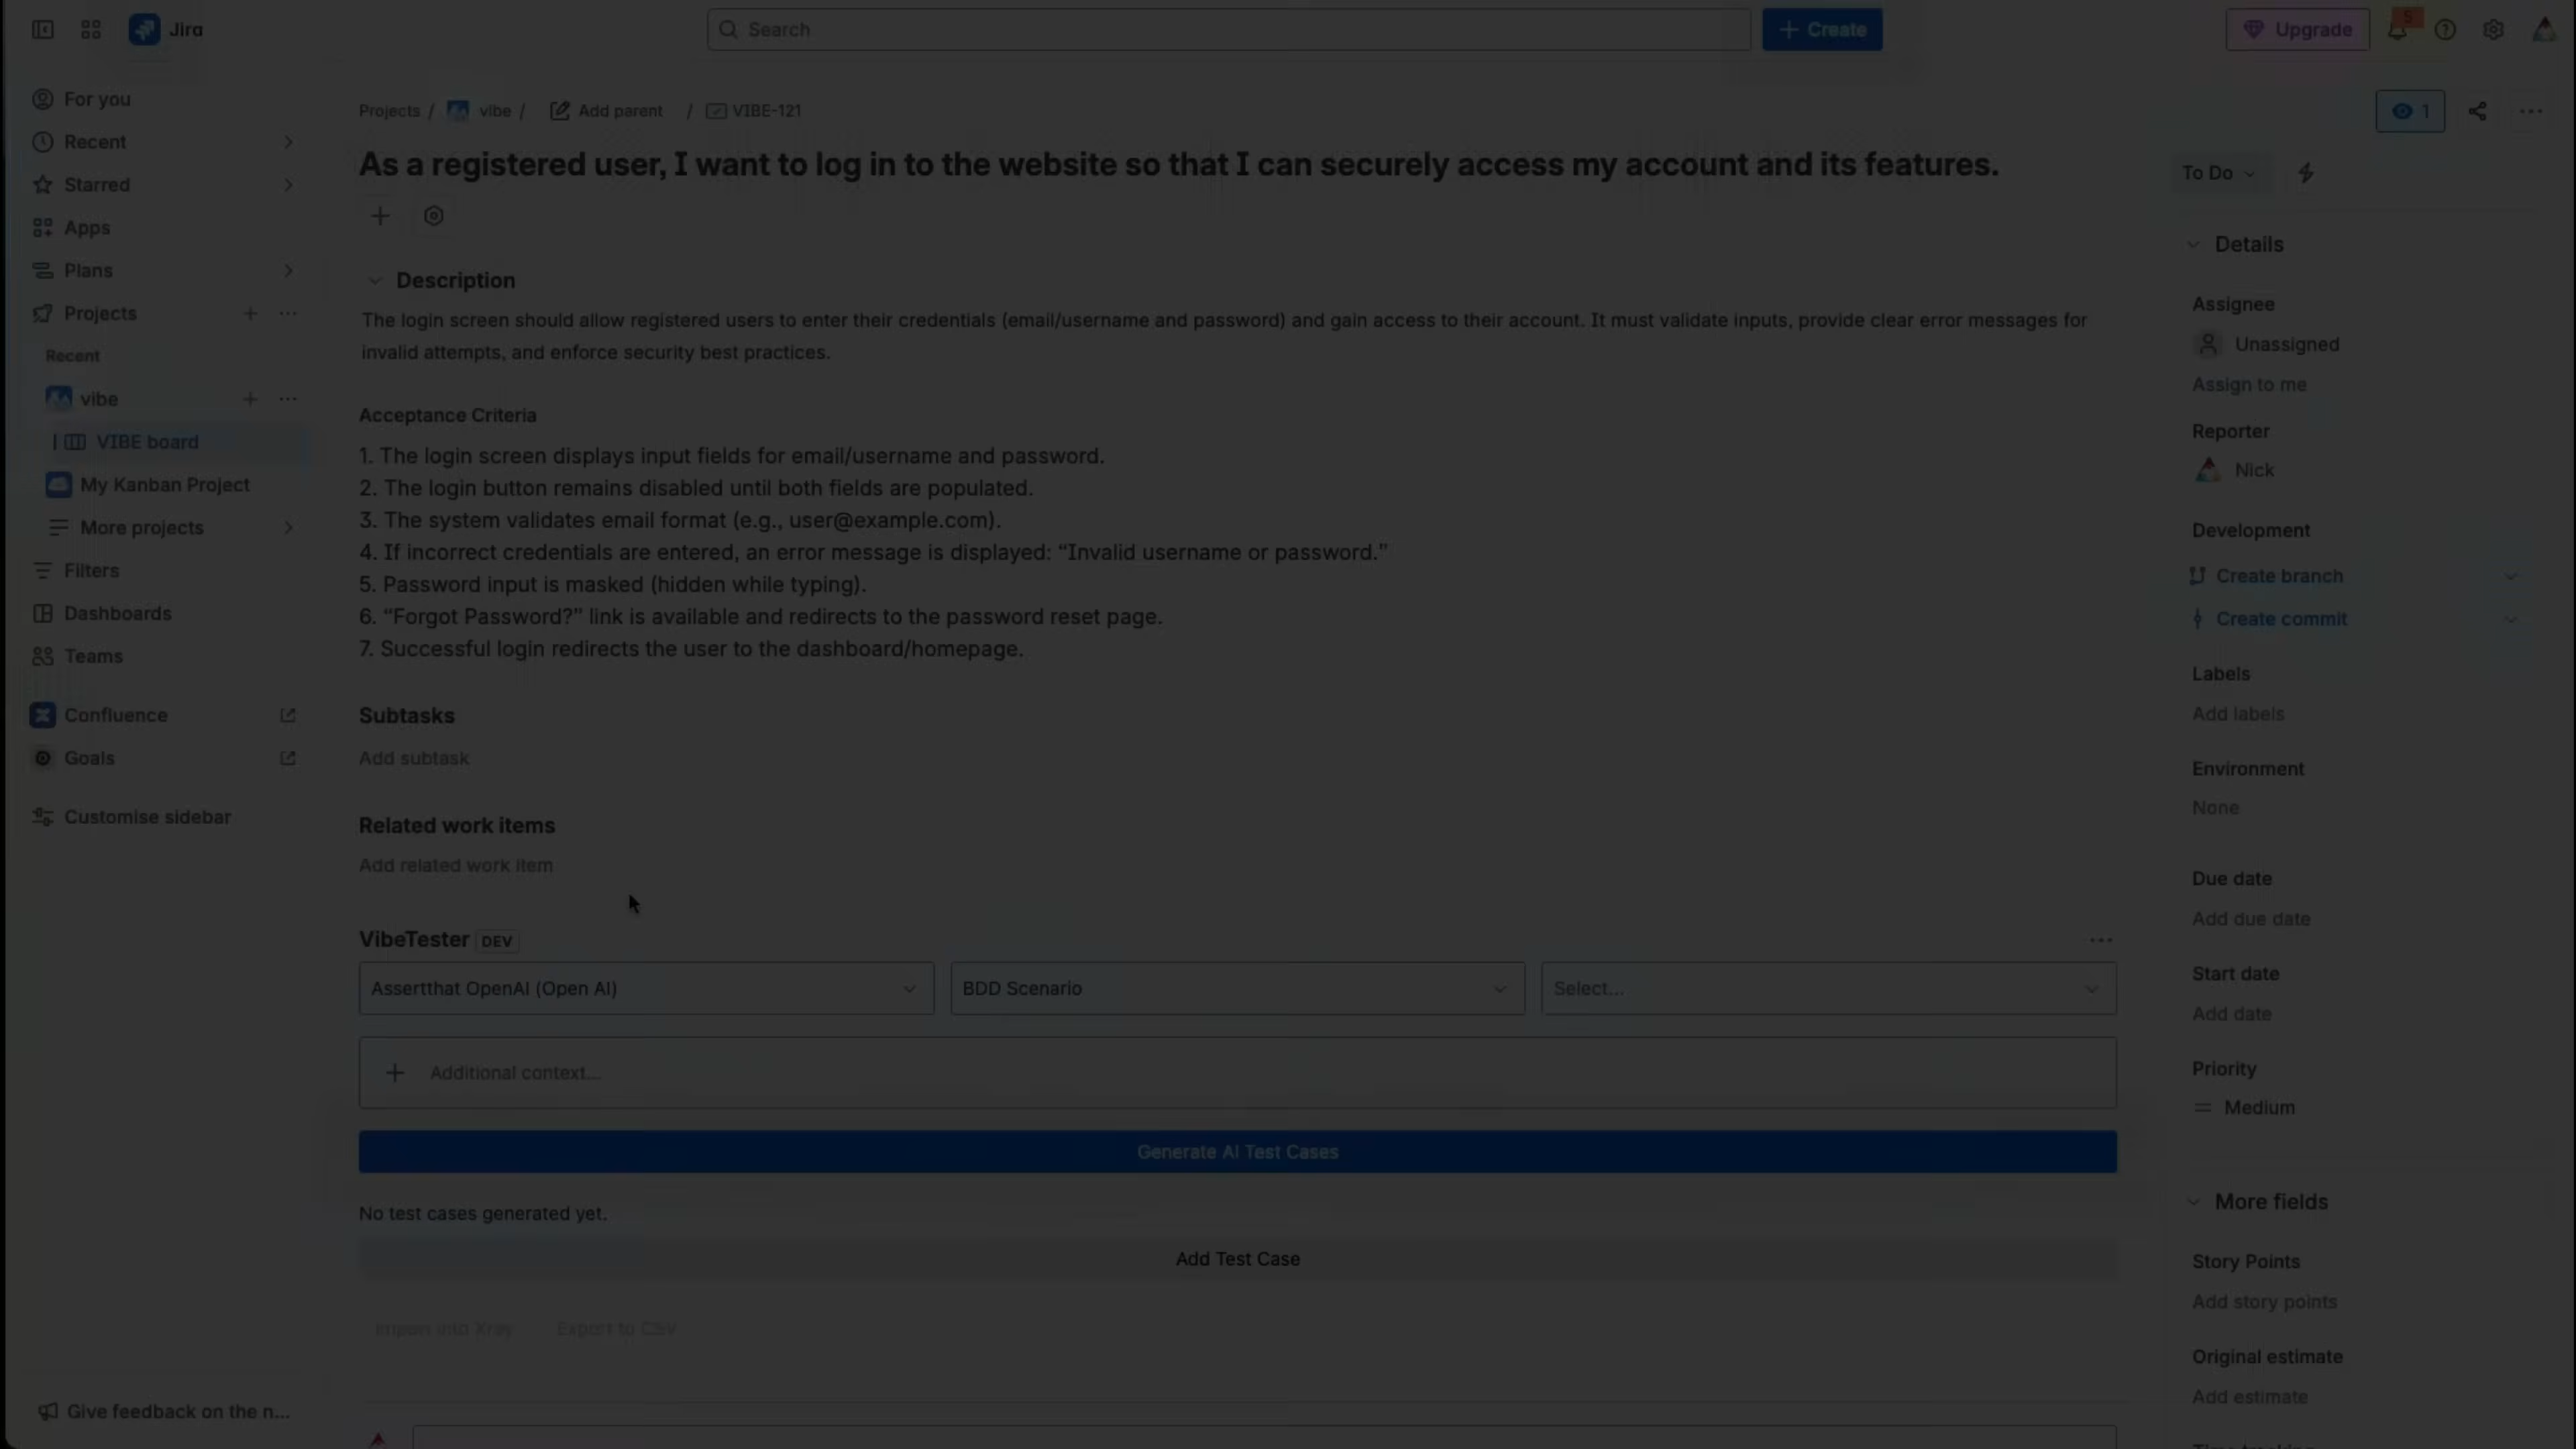 Jira
Search
Create
Upgrade
5
For you
Recent
Starred
Apps
Plans
Projects
Recent
vibe
VIBE board
My Kanban Project
More projects
Filters
Dashboards
Teams
Confluence
Goals
Customise sidebar
Give feedback on the n...
Projects / vibe / Add parent / VIBE-121
1
As a registered user, I want to log in to the website so that I can securely access my account and its features.
Description
The login screen should allow registered users to enter their credentials (email/username and password) and gain access to their account. It must validate inputs, provide clear error messages for
invalid attempts, and enforce security best practices.
Acceptance Criteria
1. The login screen displays input fields for email/username and password.
2. The login button remains disabled until both fields are populated.
3. The system validates email format (e.g., user@example.com).
4. If incorrect credentials are entered, an error message is displayed: “Invalid username or password.”
5. Password input is masked (hidden while typing).
6. “Forgot Password?” link is available and redirects to the password reset page.
7. Successful login redirects the user to the dashboard/homepage.
Subtasks
Add subtask
Related work items
Add related work item
VibeTester DEV
Assertthat OpenAI (Open AI)
BDD Scenario
Select...
Additional context...
Generate AI Test Cases
No test cases generated yet.
Add Test Case
Import into Xray
Export to CSV
To Do
Details
Assignee
Unassigned
Assign to me
Reporter
Nick
Development
Create branch
Create commit
Labels
Add labels
Environment
None
Due date
Add due date
Start date
Add date
Priority
Medium
More fields
Story Points
Add story points
Original estimate
Add estimate